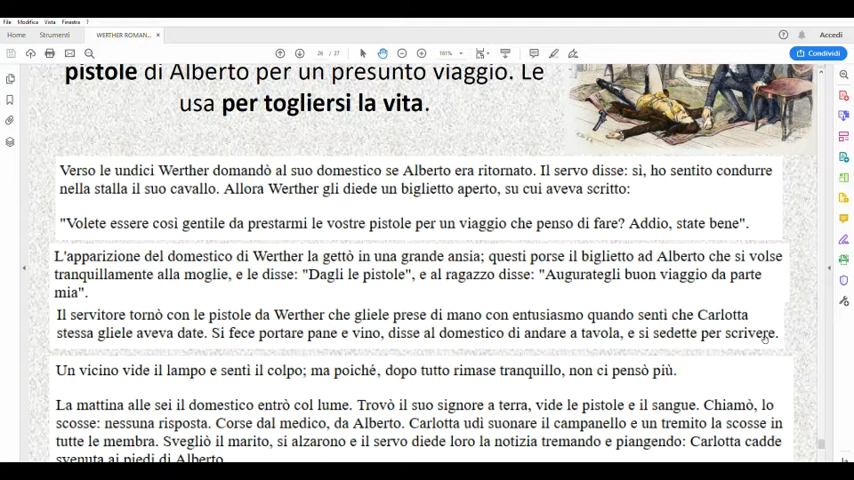 File Modifica Vista Finestra ?
Home Strumenti WERTHER ROMAN... × Accedi
26 / 27 161% Condividi
pistole di Alberto per un presunto viaggio. Le
usa per togliersi la vita.
Verso le undici Werther domandò al suo domestico se Alberto era ritornato. Il servo disse: sì, ho sentito condurre
nella stalla il suo cavallo. Allora Werther gli diede un biglietto aperto, su cui aveva scritto:
"Volete essere così gentile da prestarmi le vostre pistole per un viaggio che penso di fare? Addio, state bene".
L'apparizione del domestico di Werther la gettò in una grande ansia; questi porse il biglietto ad Alberto che si volse
tranquillamente alla moglie, e le disse: "Dagli le pistole", e al ragazzo disse: "Augurategli buon viaggio da parte
mia".
Il servitore tornò con le pistole da Werther che gliele prese di mano con entusiasmo quando sentì che Carlotta
stessa gliele aveva date. Si fece portare pane e vino, disse al domestico di andare a tavola, e si sedette per scrivere.
Un vicino vide il lampo e sentì il colpo; ma poiché, dopo tutto rimase tranquillo, non ci pensò più.
La mattina alle sei il domestico entrò col lume. Trovò il suo signore a terra, vide le pistole e il sangue. Chiamò, lo
scosse: nessuna risposta. Corse dal medico, da Alberto. Carlotta udì suonare il campanello e un tremito la scosse in
tutte le membra. Svegliò il marito, si alzarono e il servo diede loro la notizia tremando e piangendo: Carlotta cadde
svenuta ai piedi di Alberto